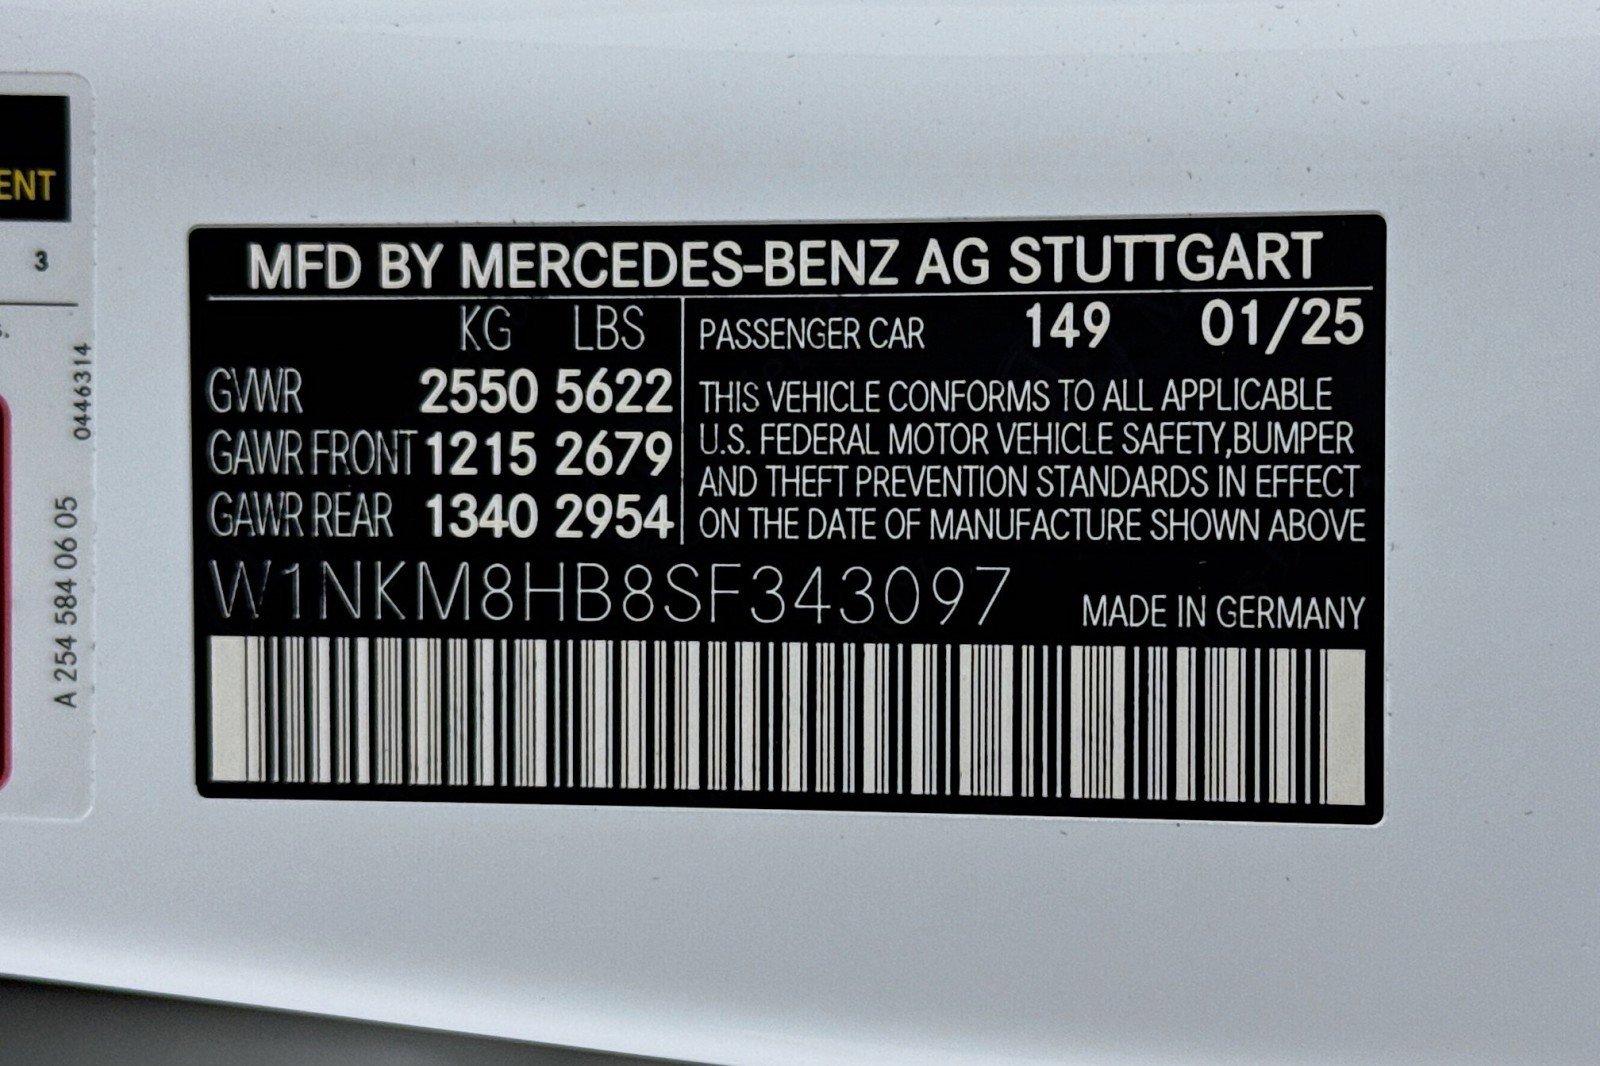 ENT
3
s.
0446314
A 254 584 06 05
MFD BY MERCEDES-BENZ AG STUTTGART
KG LBS
GVWR 2550 5622
GAWR FRONT 1215 2679
GAWR REAR 1340 2954
PASSENGER CAR 149 01/25
THIS VEHICLE CONFORMS TO ALL APPLICABLE
U.S. FEDERAL MOTOR VEHICLE SAFETY,BUMPER
AND THEFT PREVENTION STANDARDS IN EFFECT
ON THE DATE OF MANUFACTURE SHOWN ABOVE
W1NKM8HB8SF343097
MADE IN GERMANY